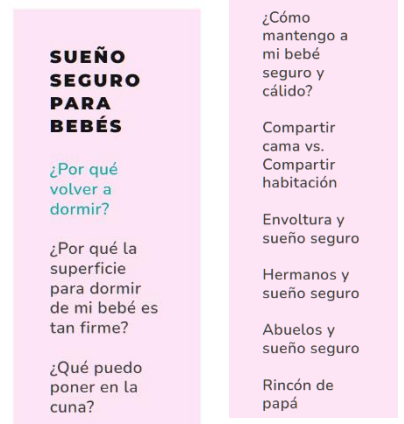 SUEÑO
SEGURO
PARA
BEBÉS
¿Por qué
volver a
dormir?
¿Por qué la
superficie
para dormir
de mi bebé es
tan firme?
¿Qué puedo
poner en la
cuna?
¿Cómo
mantengo a
mi bebé
seguro y
cálido?
Compartir
cama vs.
Compartir
habitación
Envoltura y
sueño seguro
Hermanos y
sueño seguro
Abuelos y
sueño seguro
Rincón de
papá